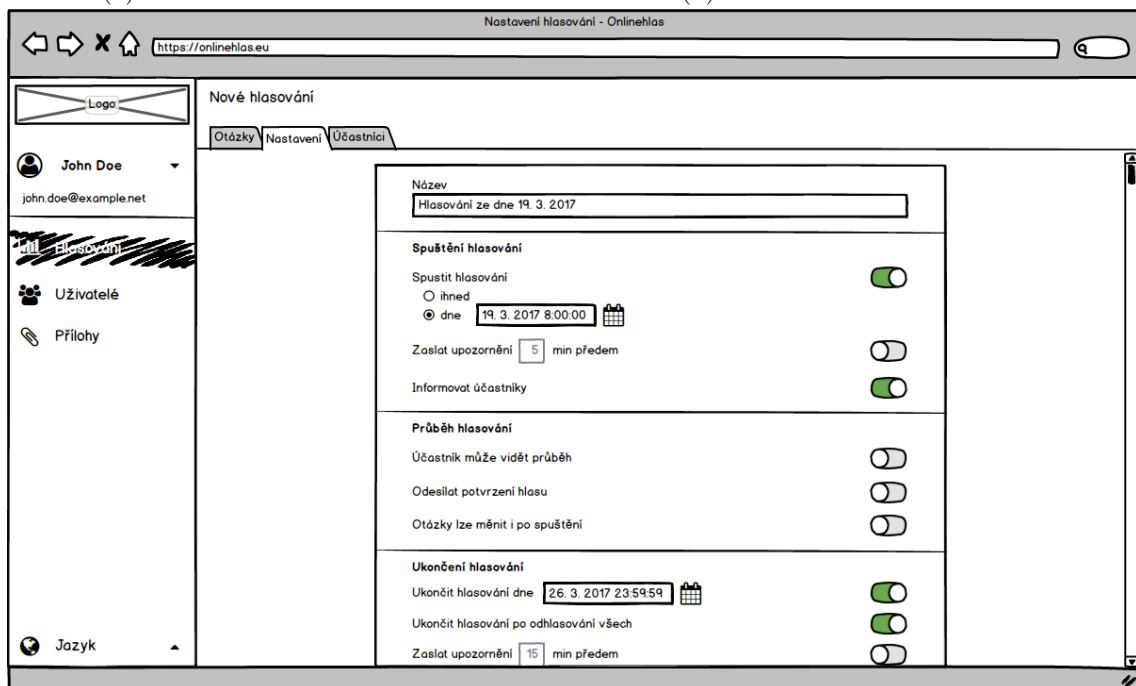 Nastavení hlasování - Onlinehlas
https://onlinehlas.eu
Logo
John Doe
john.doe@example.net
Hlasování
Uživatelé
Přílohy
Jazyk
Nové hlasování
Otázky Nastavení Účastníci
Název
Hlasování ze dne 19. 3. 2017
Spuštění hlasování
Spustit hlasování
ihned
dne 19. 3. 2017 8:00:00
Zaslat upozornění 5 min předem
Informovat účastníky
Průběh hlasování
Účastník může vidět průběh
Odesílat potvrzení hlasu
Otázky lze měnit i po spuštění
Ukončení hlasování
Ukončit hlasování dne 26. 3. 2017 23:59:59
Ukončit hlasování po odhlasování všech
Zaslat upozornění 15 min předem